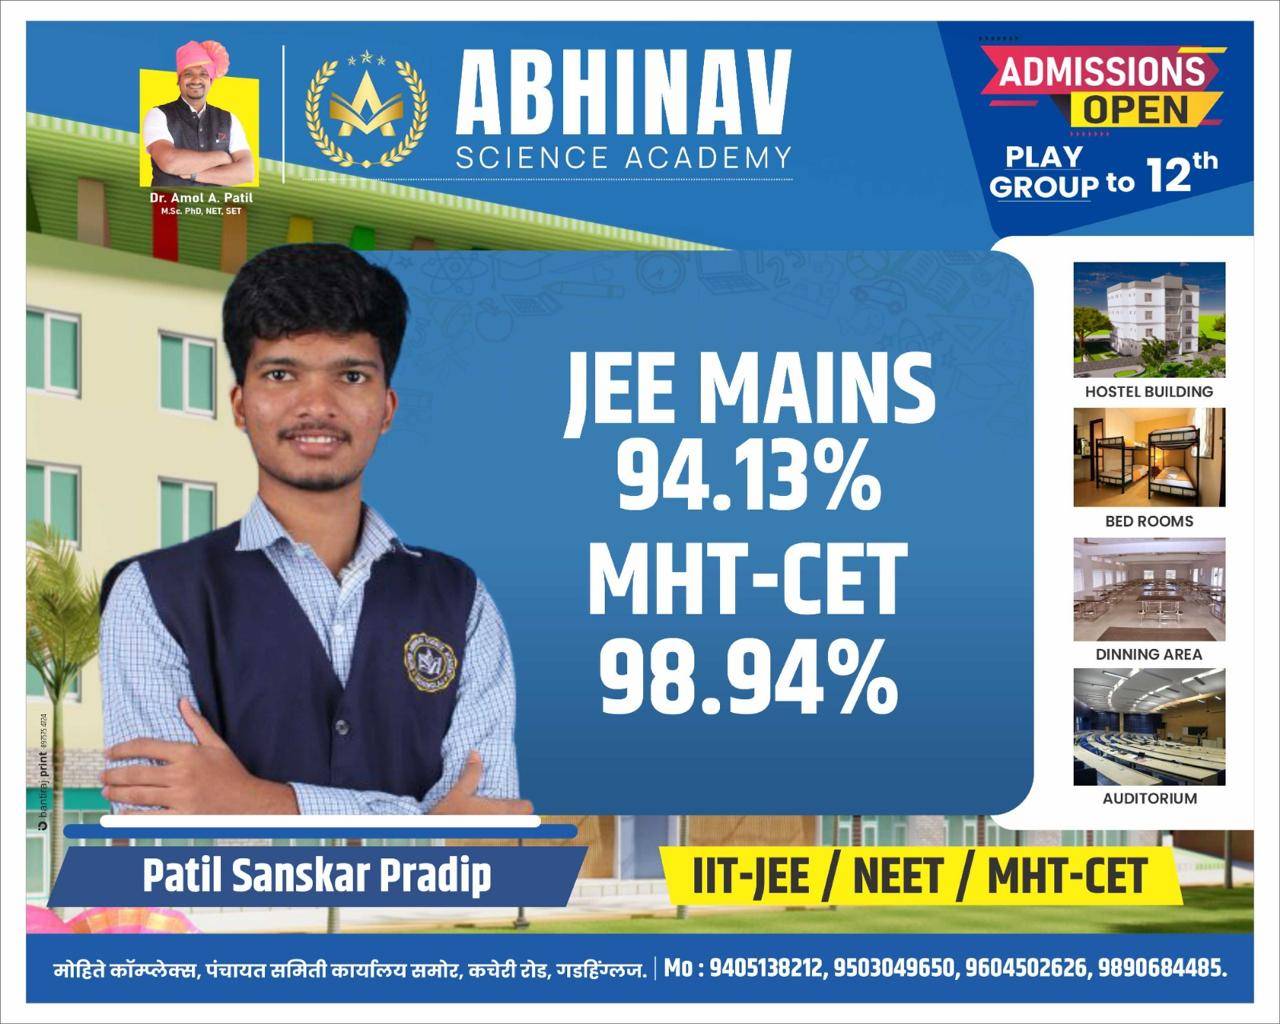 Dr. Amol A. Patil
M.Sc. PhD, NET, SET
ABHINAV
SCIENCE ACADEMY
ADMISSIONS
OPEN
PLAY
GROUP to 12th
JEE MAINS
94.13%
MHT-CET
98.94%
HOSTEL BUILDING
BED ROOMS
DINNING AREA
AUDITORIUM
Patil Sanskar Pradip
IIT-JEE / NEET / MHT-CET
मोहिते कॉम्प्लेक्स, पंचायत समिती कार्यालय समोर, कचेरी रोड, गडहिंग्लज. | Mo : 9405138212, 9503049650, 9604502626, 9890684485.